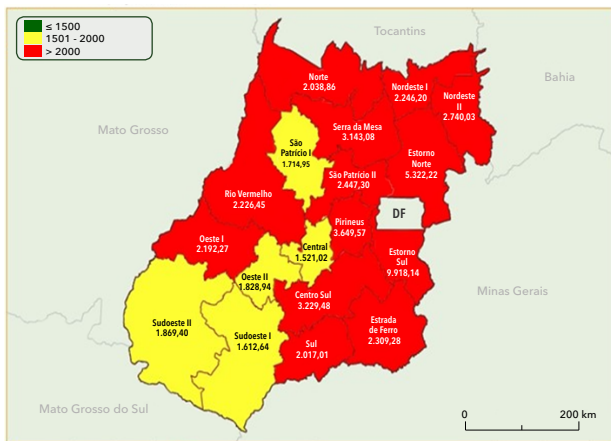 ≤ 1500
1501 - 2000
> 2000
Tocantins
Bahia
Mato Grosso
Minas Gerais
Mato Grosso do Sul
Norte
2.038,86
Nordeste I
2.246,20
Nordeste
II
2.740,03
Serra da Mesa
3.143,08
São
Patrício I
1.714,95
Estorno
Norte
5.322,22
São Patrício II
2.447,30
Rio Vermelho
2.226,45
DF
Pirineus
3.649,57
Oeste I
2.192,27
Central
1.521,02
Estorno
Sul
9.918,14
Oeste II
1.828,94
Centro Sul
3.229,48
Sudoeste II
1.869,40
Sudoeste I
1.612,64
Estrada
de Ferro
2.309,28
Sul
2.017,01
0 200 km